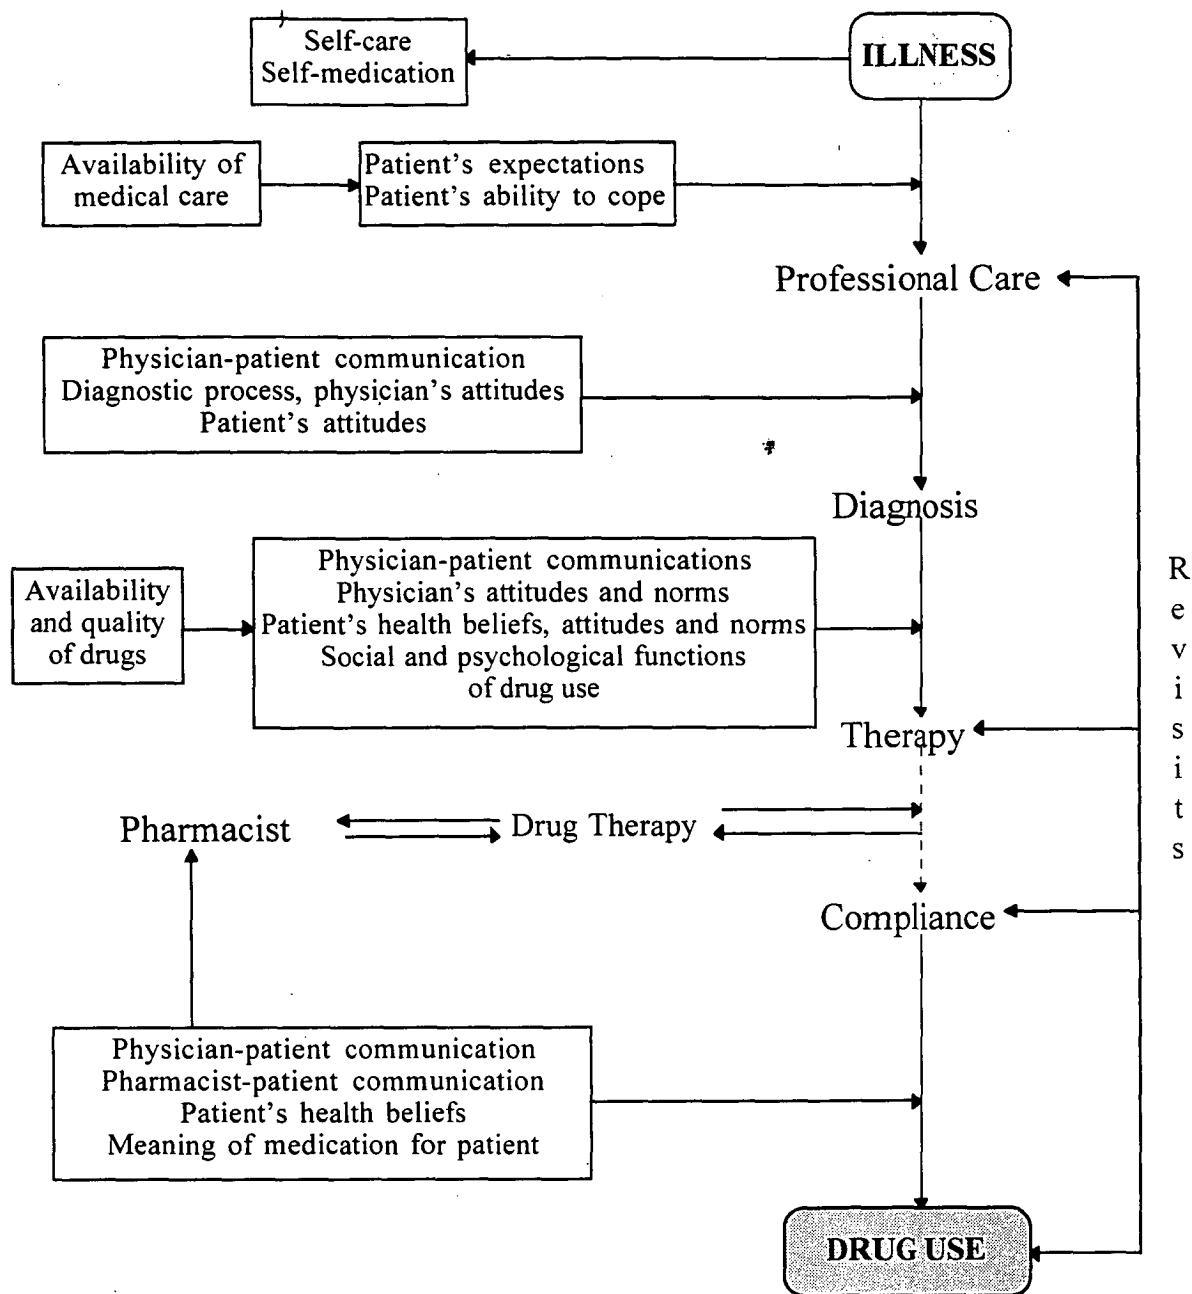 Self-care
Self-medication
ILLNESS
Availability of
medical care
Patient's expectations
Patient's ability to cope
Professional Care
Physician-patient communication
Diagnostic process, physician's attitudes
Patient's attitudes
Diagnosis
Availability
and quality
of drugs
Physician-patient communications
Physician's attitudes and norms
Patient's health beliefs, attitudes and norms
Social and psychological functions
of drug use
Therapy
Revisits
Pharmacist
Drug Therapy
Compliance
Physician-patient communication
Pharmacist-patient communication
Patient's health beliefs
Meaning of medication for patient
DRUG USE